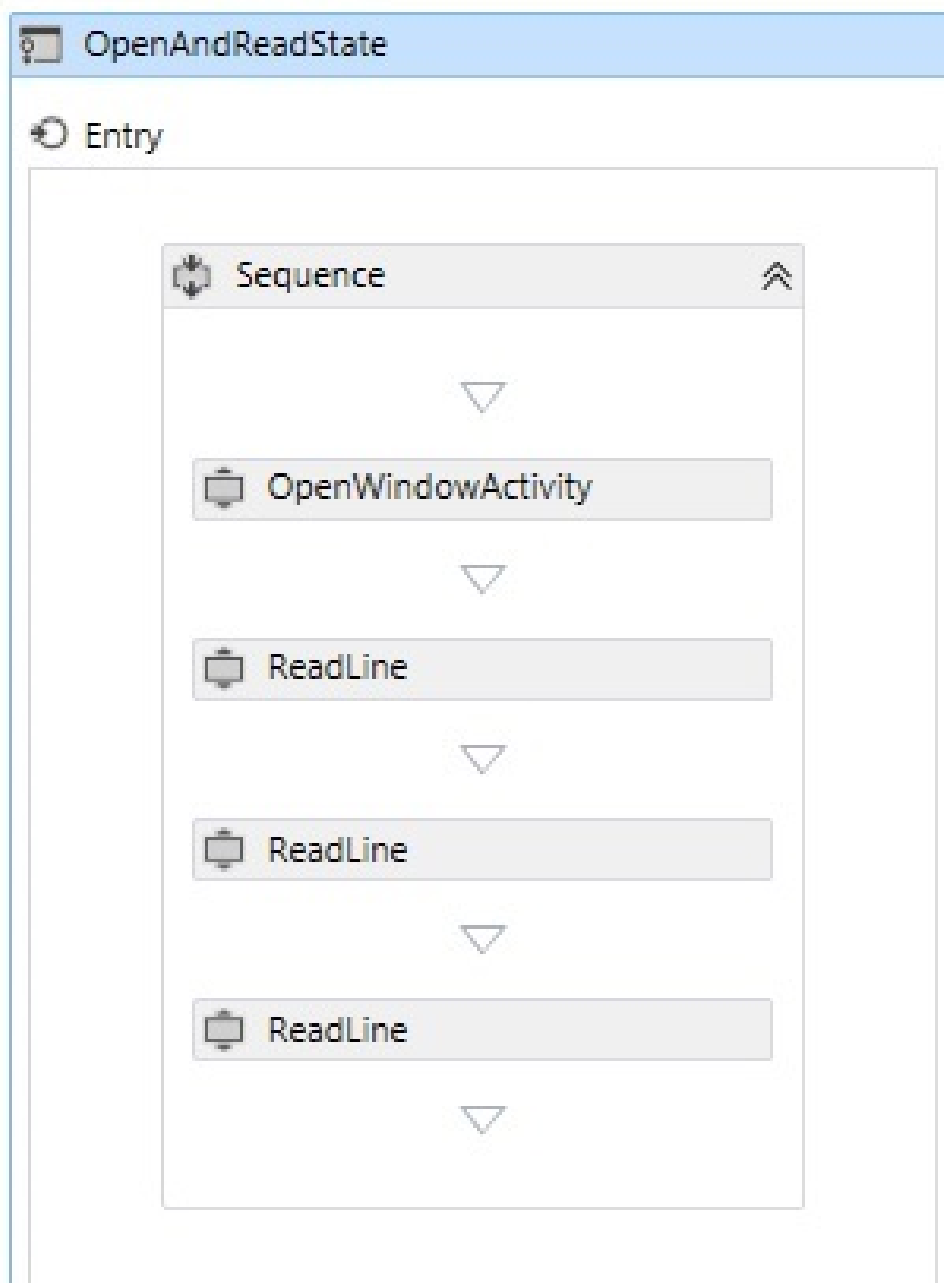 OpenAndReadState
Entry
Sequence
OpenWindowActivity
ReadLine
ReadLine
ReadLine